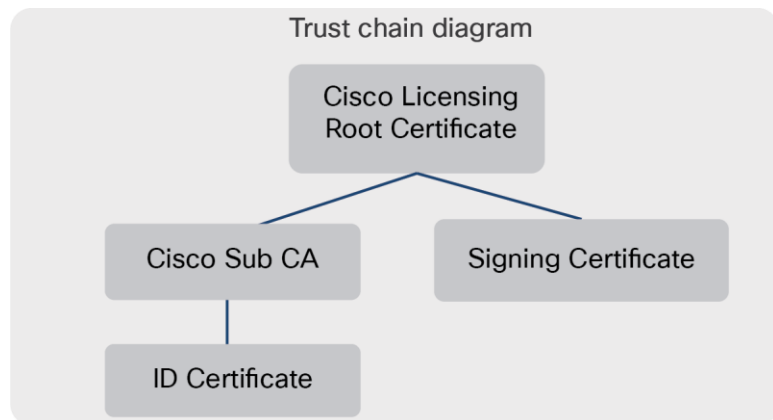 Trust chain diagram
Cisco Licensing
Root Certificate
Cisco Sub CA
Signing Certificate
ID Certificate